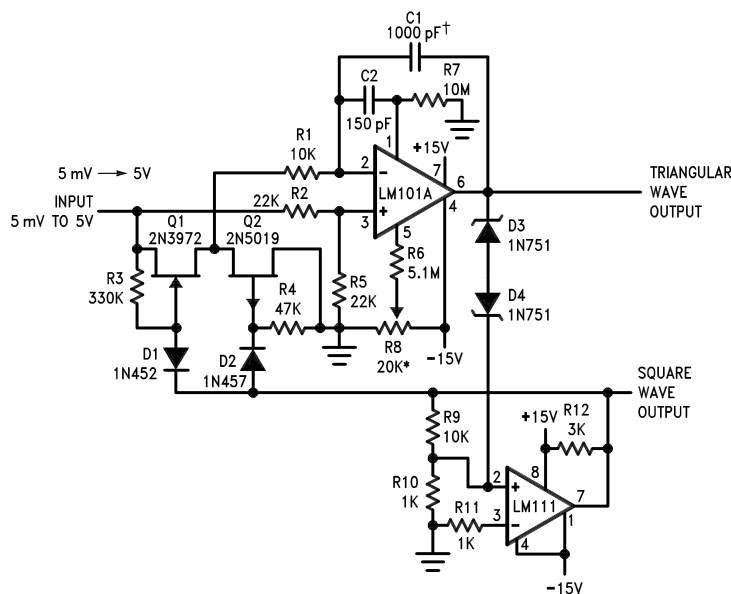 C1
1000 pF†
C2
150 pF
R7
10M
R1
10K
5 mV → 5V
INPUT
5 mV TO 5V
22K
R2
+15V
1
2
-
7
LM101A
6
+
3
4
5
TRIANGULAR
WAVE
OUTPUT
Q1
2N3972
Q2
2N5019
R3
330K
R4
47K
R5
22K
R6
5.1M
R8
20K*
-15V
D3
1N751
D4
1N751
D1
1N452
D2
1N457
SQUARE
WAVE
OUTPUT
R9
10K
R10
1K
R11
1K
+15V
R12
3K
8
2
+
LM111
7
3
-
1
4
-15V